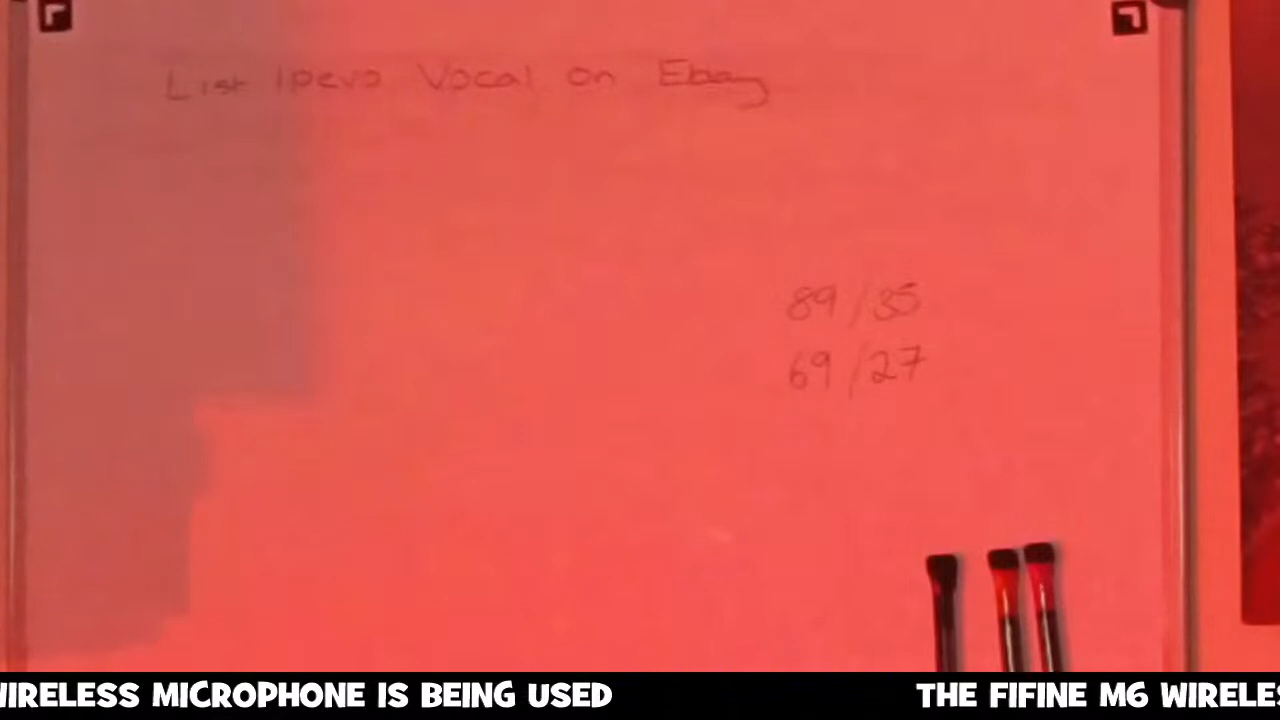 List Ipevo Vocal on Ebay
89/35
69/27
WIRELESS MICROPHONE IS BEING USED THE FIFINE M6 WIRELES